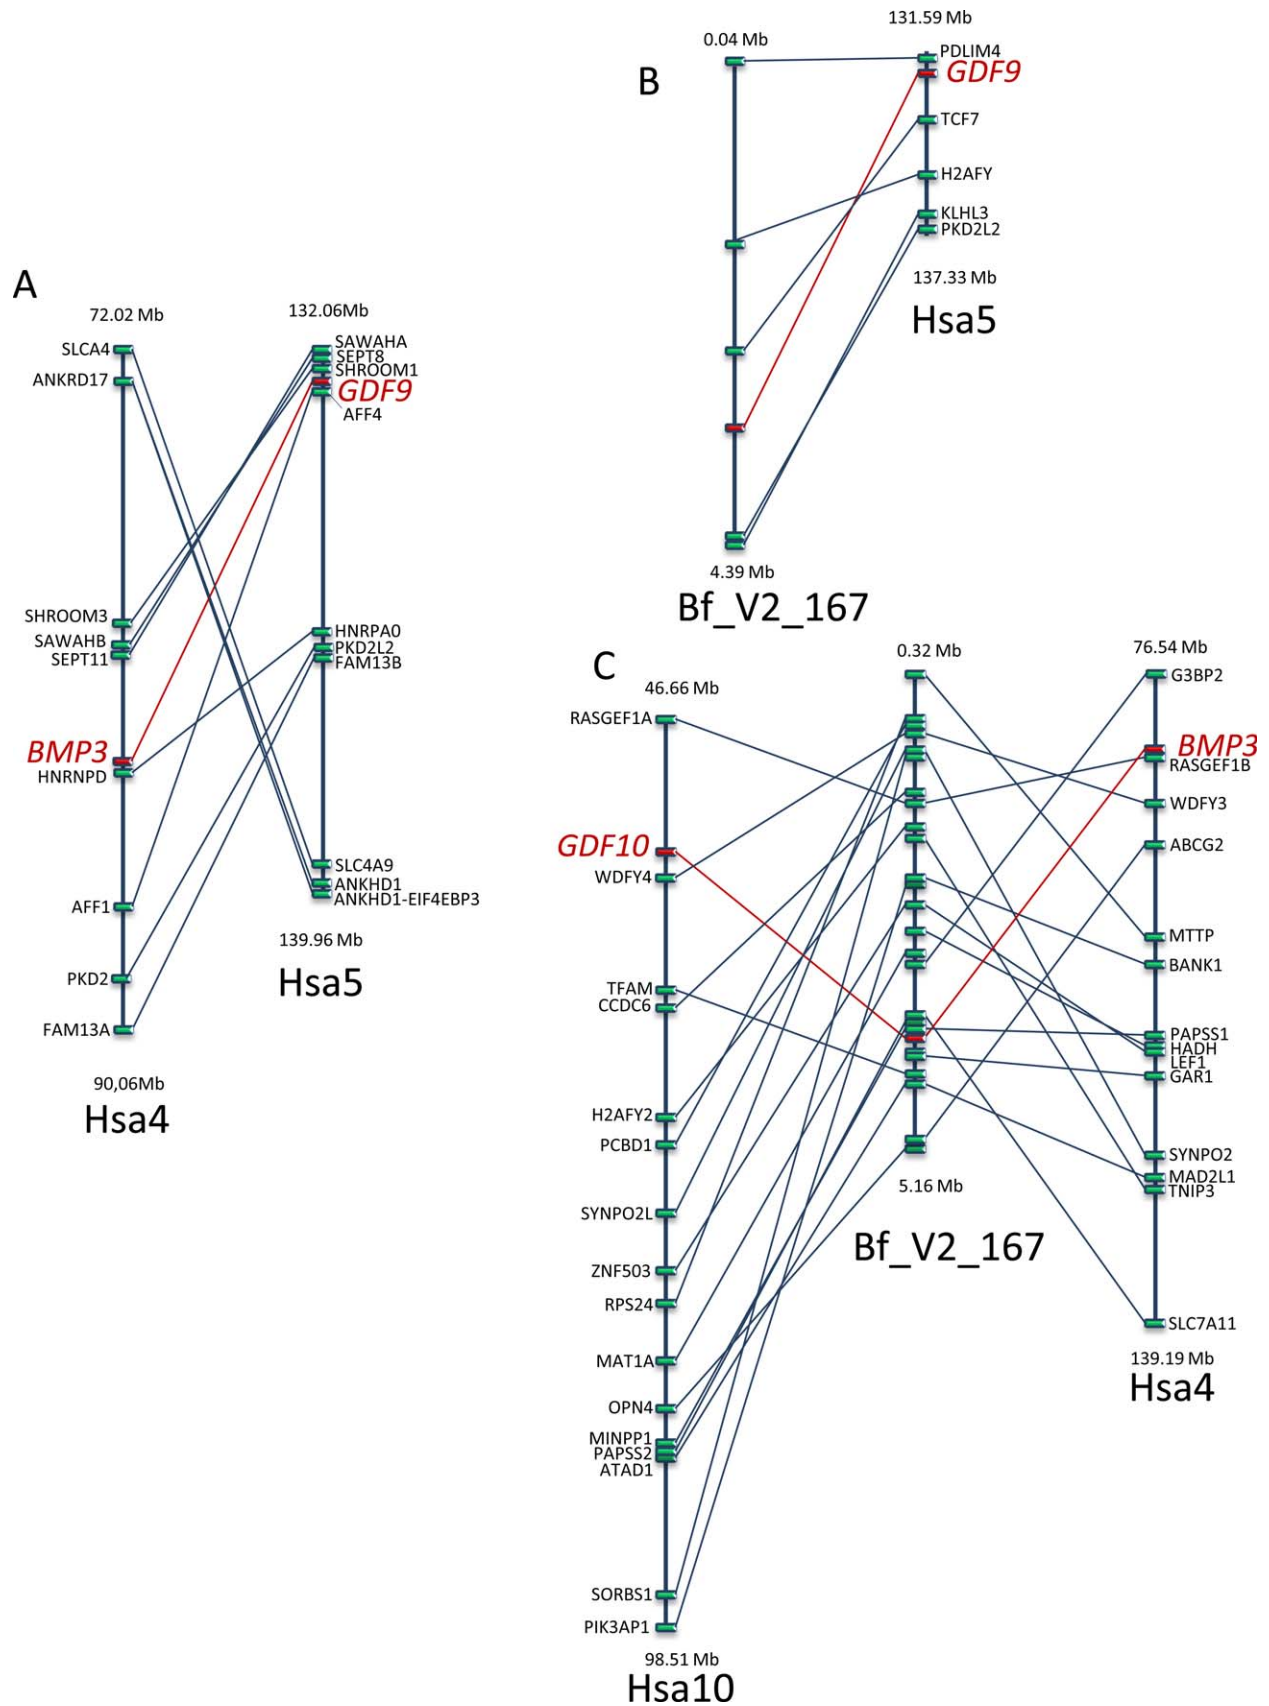 A
72.02 Mb
SLCA4
ANKRD17
SHROOM3
SAWAHB
SEPT11
BMP3
HNRNPD
AFF1
PKD2
FAM13A
90,06Mb
Hsa4
132.06Mb
SAWAHA
SEPT8
SHROOM1
GDF9
AFF4
HNRPA0
PKD2L2
FAM13B
SLC4A9
ANKHD1
ANKHD1-EIF4EBP3
139.96 Mb
Hsa5
B
0.04 Mb
4.39 Mb
Bf_V2_167
131.59 Mb
PDLIM4
GDF9
TCF7
H2AFY
KLHL3
PKD2L2
137.33 Mb
Hsa5
C
46.66 Mb
RASGEF1A
GDF10
WDFY4
TFAM
CCDC6
H2AFY2
PCBD1
SYNPO2L
ZNF503
RPS24
MAT1A
OPN4
MINPP1
PAPSS2
ATAD1
SORBS1
PIK3AP1
98.51 Mb
Hsa10
0.32 Mb
5.16 Mb
Bf_V2_167
76.54 Mb
G3BP2
BMP3
RASGEF1B
WDFY3
ABCG2
MTTP
BANK1
PAPSS1
HADH
LEF1
GAR1
SYNPO2
MAD2L1
TNIP3
SLC7A11
139.19 Mb
Hsa4